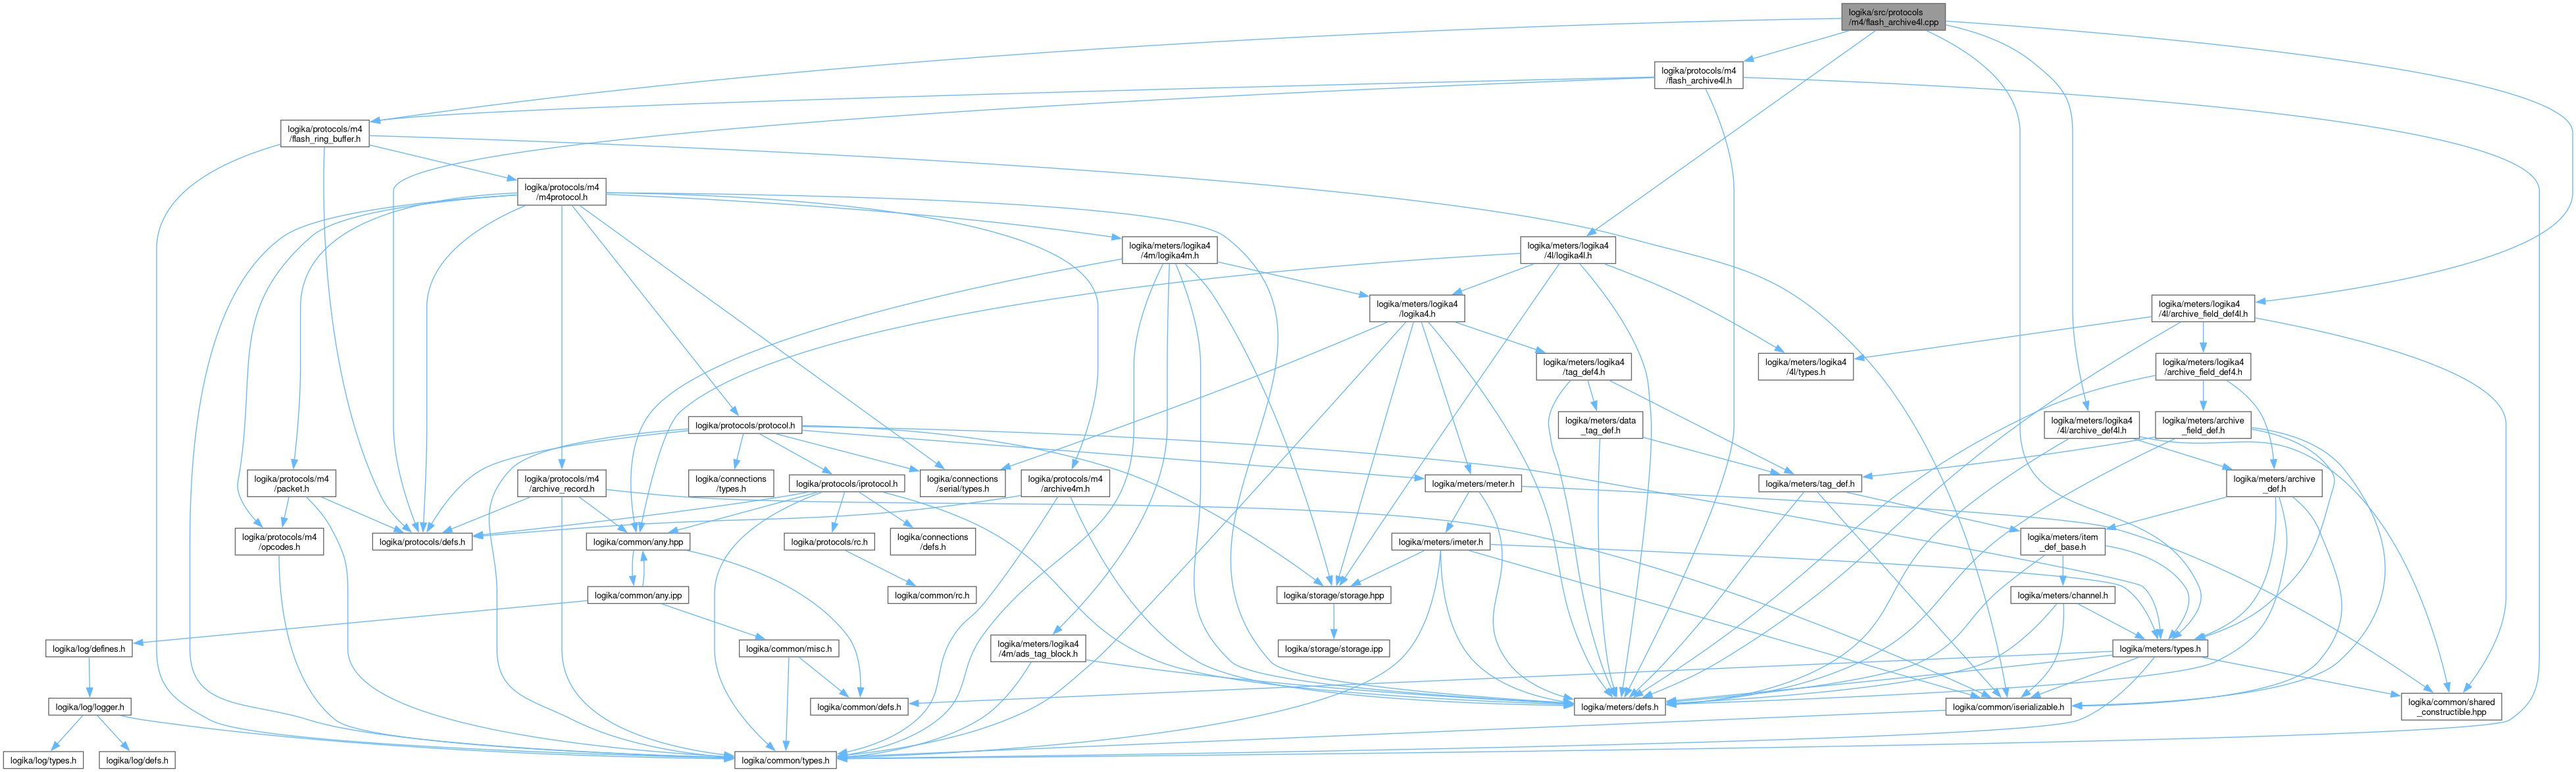 logika/src/protocols
/m4/flash_archive4l.cpp
logika/protocols/m4
/flash_archive4l.h
logika/protocols/m4
/flash_ring_buffer.h
logika/protocols/m4
/m4protocol.h
logika/meters/logika4
/4m/logika4m.h
logika/meters/logika4
/4l/logika4l.h
logika/meters/logika4
/logika4.h
logika/meters/logika4
/4l/archive_field_def4l.h
logika/meters/logika4
/tag_def4.h
logika/meters/logika4
/4l/types.h
logika/meters/logika4
/archive_field_def4.h
logika/protocols/protocol.h
logika/meters/data
_tag_def.h
logika/meters/logika4
/4l/archive_def4l.h
logika/meters/archive
_field_def.h
logika/protocols/m4
/packet.h
logika/protocols/m4
/archive_record.h
logika/connections
/types.h
logika/protocols/iprotocol.h
logika/connections
/serial/types.h
logika/protocols/m4
/archive4m.h
logika/meters/meter.h
logika/meters/tag_def.h
logika/meters/archive
_def.h
logika/protocols/m4
/opcodes.h
logika/protocols/defs.h
logika/common/any.hpp
logika/protocols/rc.h
logika/connections
/defs.h
logika/meters/imeter.h
logika/meters/item
_def_base.h
logika/common/any.ipp
logika/common/rc.h
logika/storage/storage.hpp
logika/meters/channel.h
logika/log/defines.h
logika/common/misc.h
logika/meters/logika4
/4m/ads_tag_block.h
logika/storage/storage.ipp
logika/meters/types.h
logika/log/logger.h
logika/common/defs.h
logika/meters/defs.h
logika/common/iserializable.h
logika/common/shared
_constructible.hpp
logika/log/types.h
logika/log/defs.h
logika/common/types.h